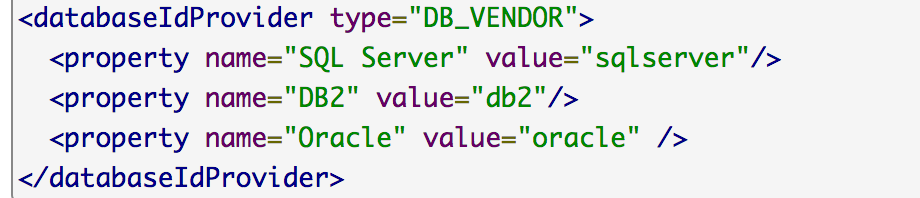 <databaseIdProvider type="DB_VENDOR">
  <property name="SQL Server" value="sqlserver"/>
  <property name="DB2" value="db2"/>
  <property name="Oracle" value="oracle" />
</databaseIdProvider>